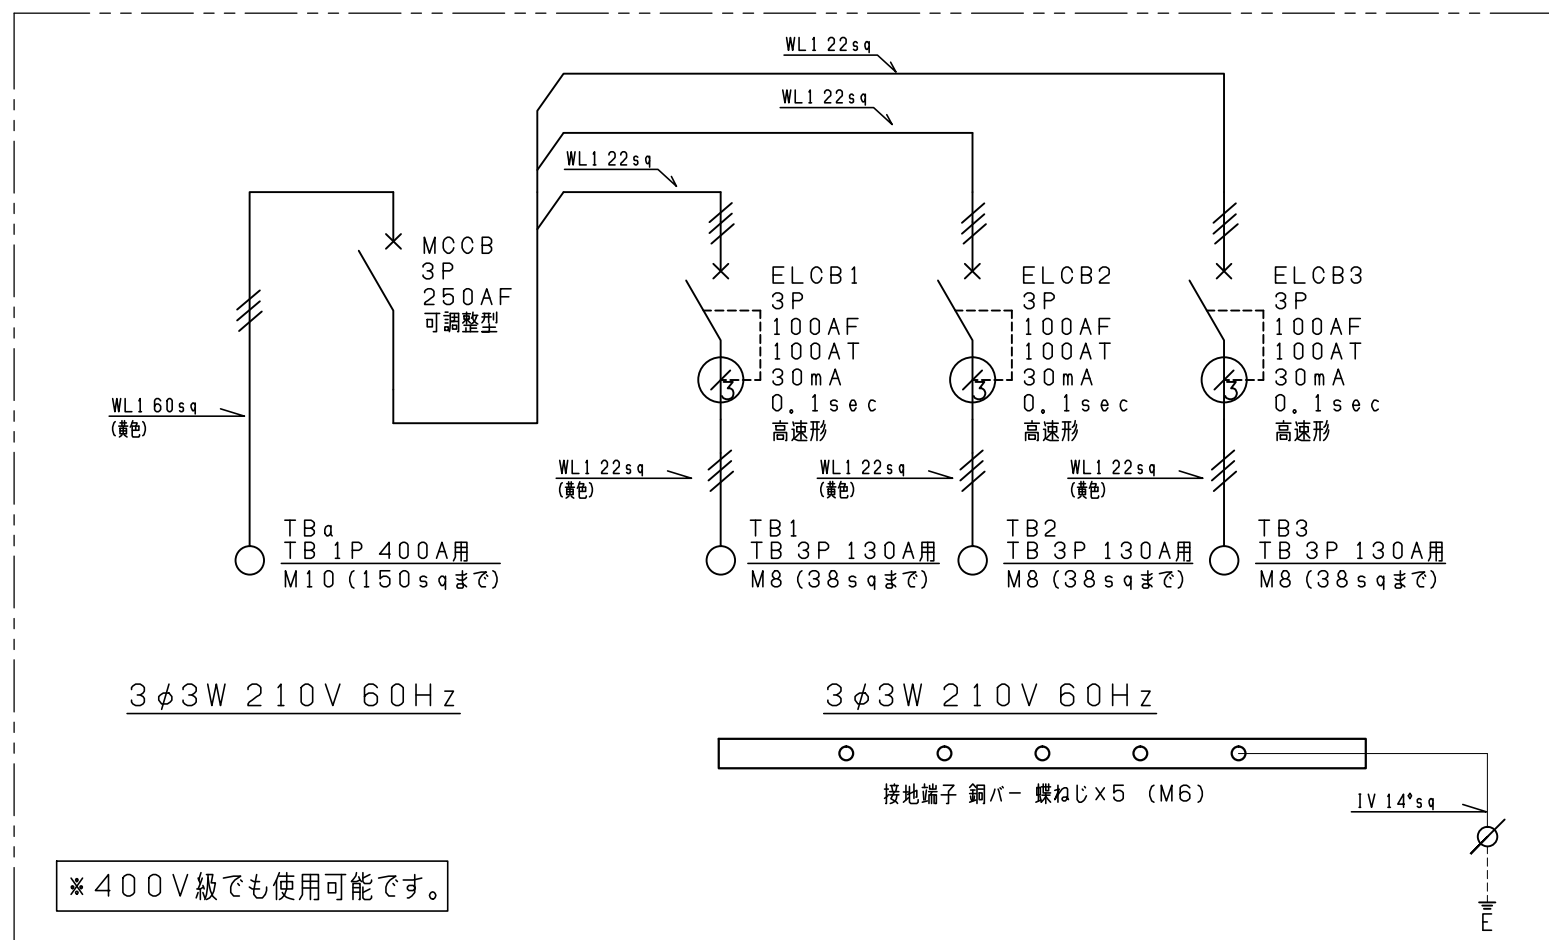 WL1 22sq
WL1 22sq
WL1 22sq
MCCB
3P
250AF
可調整型
ELCB1
3P
100AF
100AT
30mA
0.1sec
高速形
3
ELCB2
3P
100AF
100AT
30mA
0.1sec
高速形
3
ELCB3
3P
100AF
100AT
30mA
0.1sec
高速形
3
WL1 60sq
(黄色)
WL1 22sq
(黄色)
WL1 22sq
(黄色)
WL1 22sq
(黄色)
TBa
TB 1P 400A用
M10(150sqまで)
TB1
TB 3P 130A用
M8(38sqまで)
TB2
TB 3P 130A用
M8(38sqまで)
TB3
TB 3P 130A用
M8(38sqまで)
3φ3W 210V 60Hz
3φ3W 210V 60Hz
接地端子 銅バー 蝶ねじ×5 (M6)
IV 14°sq
E
※400V級でも使用可能です。